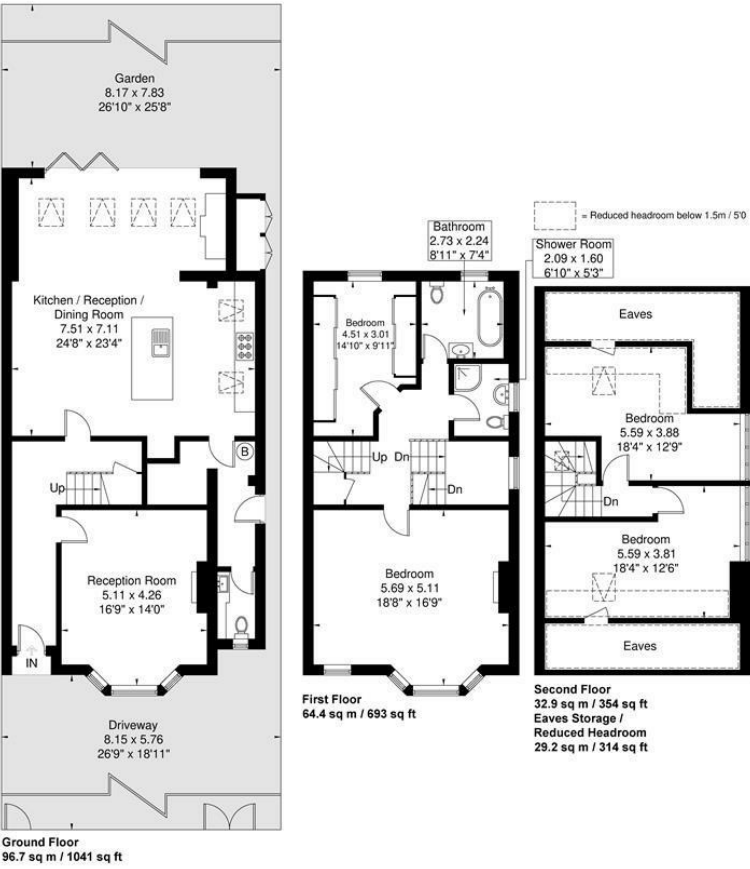 Garden
8.17 x 7.83
26'10" x 25'8"
Kitchen / Reception /
Dining Room
7.51 x 7.11
24'8" x 23'4"
B
Up
Reception Room
5.11 x 4.26
16'9" x 14'0"
IN
Driveway
8.15 x 5.76
26'9" x 18'11"
Ground Floor
96.7 sq m / 1041 sq ft
Bathroom
2.73 x 2.24
8'11" x 7'4"
Shower Room
2.09 x 1.60
6'10" x 5'3"
Bedroom
4.51 x 3.01
14'10" x 9'11"
Up
Dn
Dn
Bedroom
5.69 x 5.11
18'8" x 16'9"
First Floor
64.4 sq m / 693 sq ft
= Reduced headroom below 1.5m / 5'0
Eaves
Bedroom
5.59 x 3.88
18'4" x 12'9"
Dn
Bedroom
5.59 x 3.81
18'4" x 12'6"
Eaves
Second Floor
32.9 sq m / 354 sq ft
Eaves Storage /
Reduced Headroom
29.2 sq m / 314 sq ft